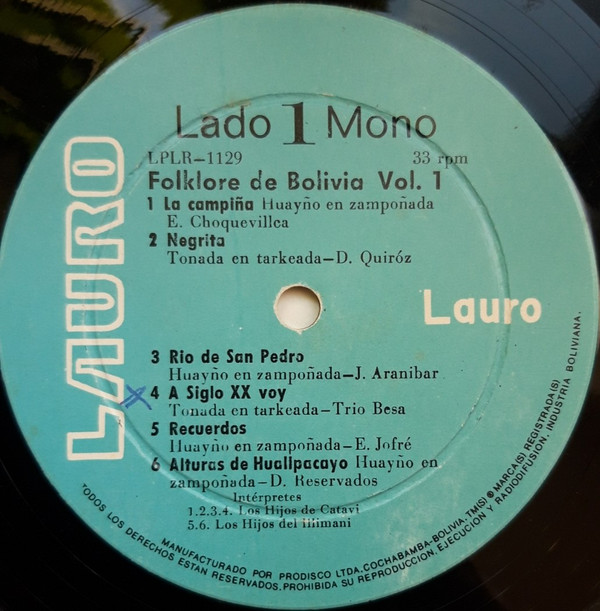 LAURO
Lado 1 Mono
LPLR-1129 33 rpm
Folklore de Bolivia Vol. 1
1 La campiña Huayño en zampoñada
E. Choquevillca
2 Negrita
Tonada en tarkeada-D. Quiróz
Lauro
3 Rio de San Pedro
Huayño en zampoñada-J. Aranibar
4 A Siglo XX voy
Tonada en tarkeada-Trio Besa
5 Recuerdos
Huayño en zampoñada-E. Jofré
6 Alturas de Huallpacayo Huayño en
zampoñada-D. Reservados
Intérpretes
1.2.3.4. Los Hijos de Catavi
5.6. Los Hijos del Illimani
MANUFACTURADO POR PRODISCO LTDA. COCHABAMBA-BOLIVIA, TM(S) ® MARCA(S) REGISTRADA(S)
TODOS LOS DERECHOS ESTÁN RESERVADOS. PROHIBIDA SU REPRODUCCION, EJECUCION Y RADIODIFUSION. INDUSTRIA BOLIVIANA.